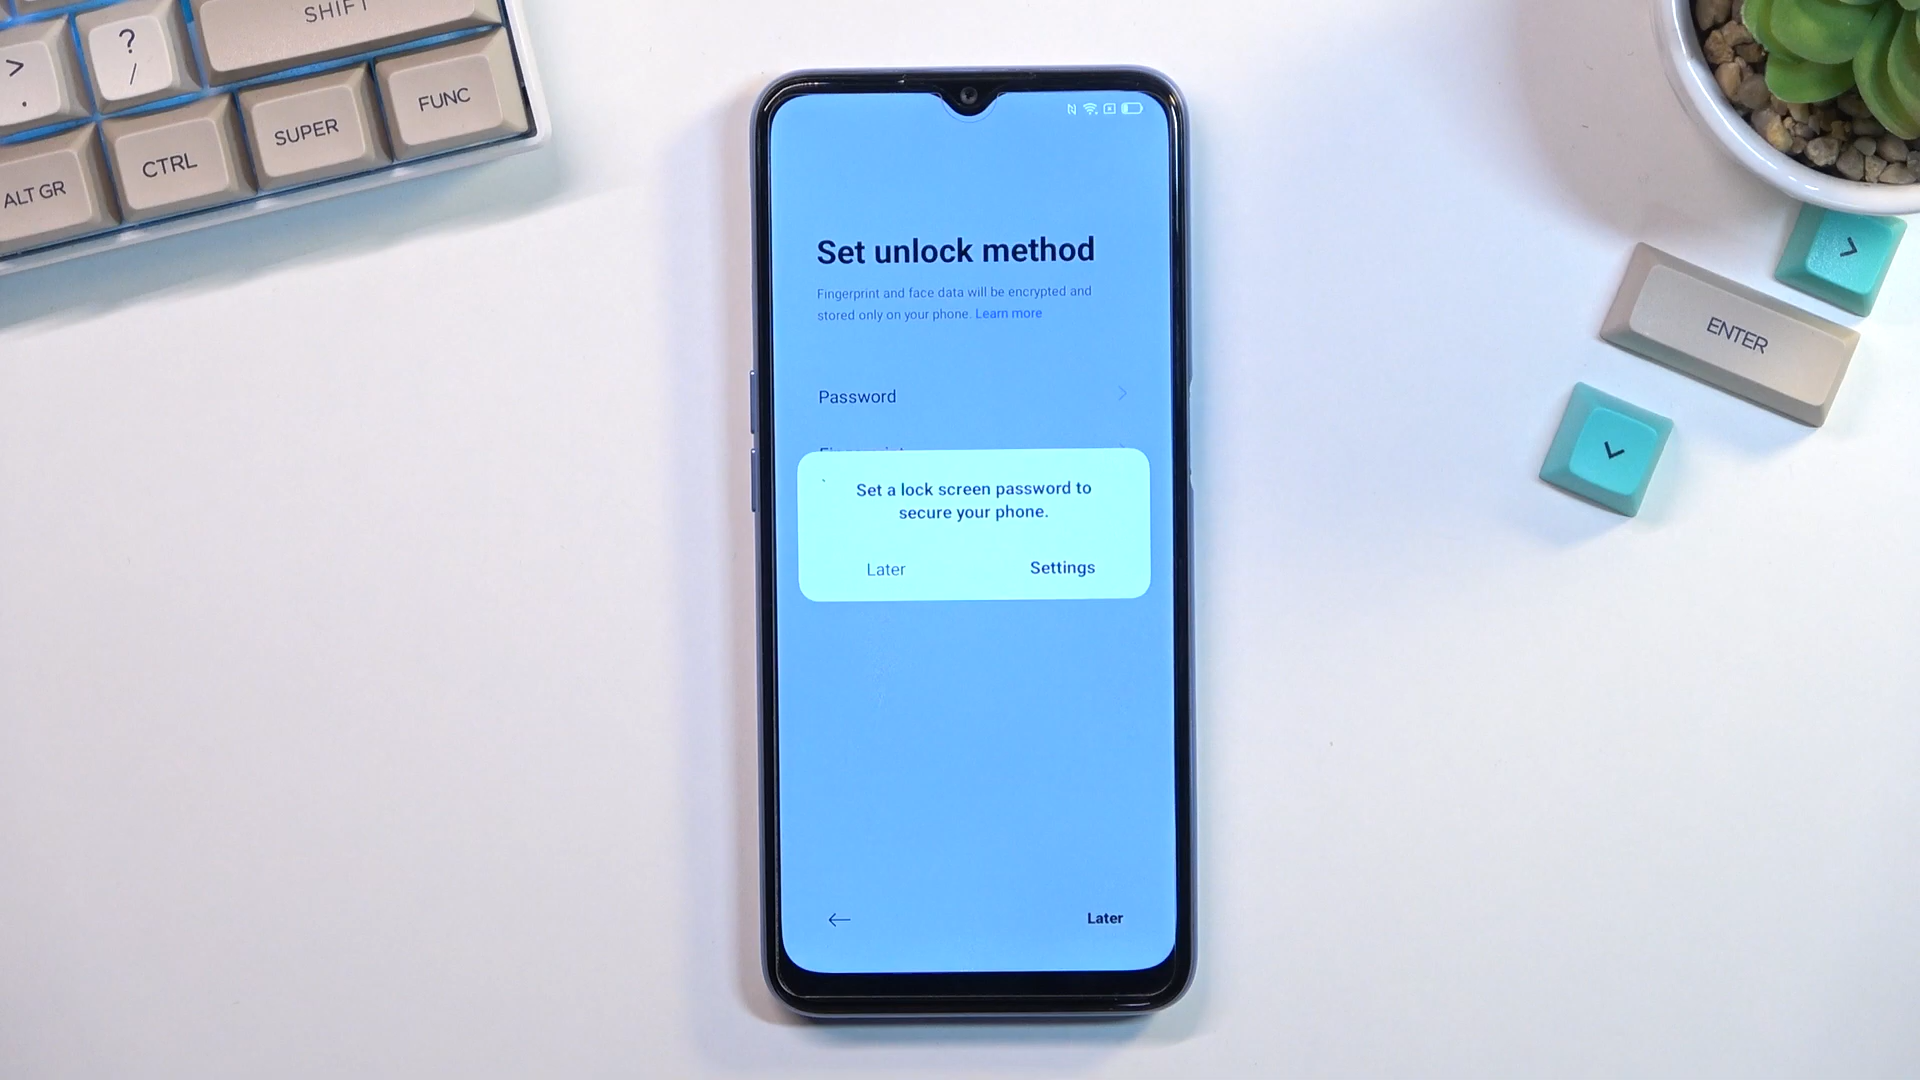 SHIFT
>
.
?
/
FUNC
SUPER
CTRL
ALT GR
Set unlock method
Fingerprint and face data will be encrypted and
stored only on your phone. Learn more
Password
Set a lock screen password to
secure your phone.
Later
Settings
Later
ENTER